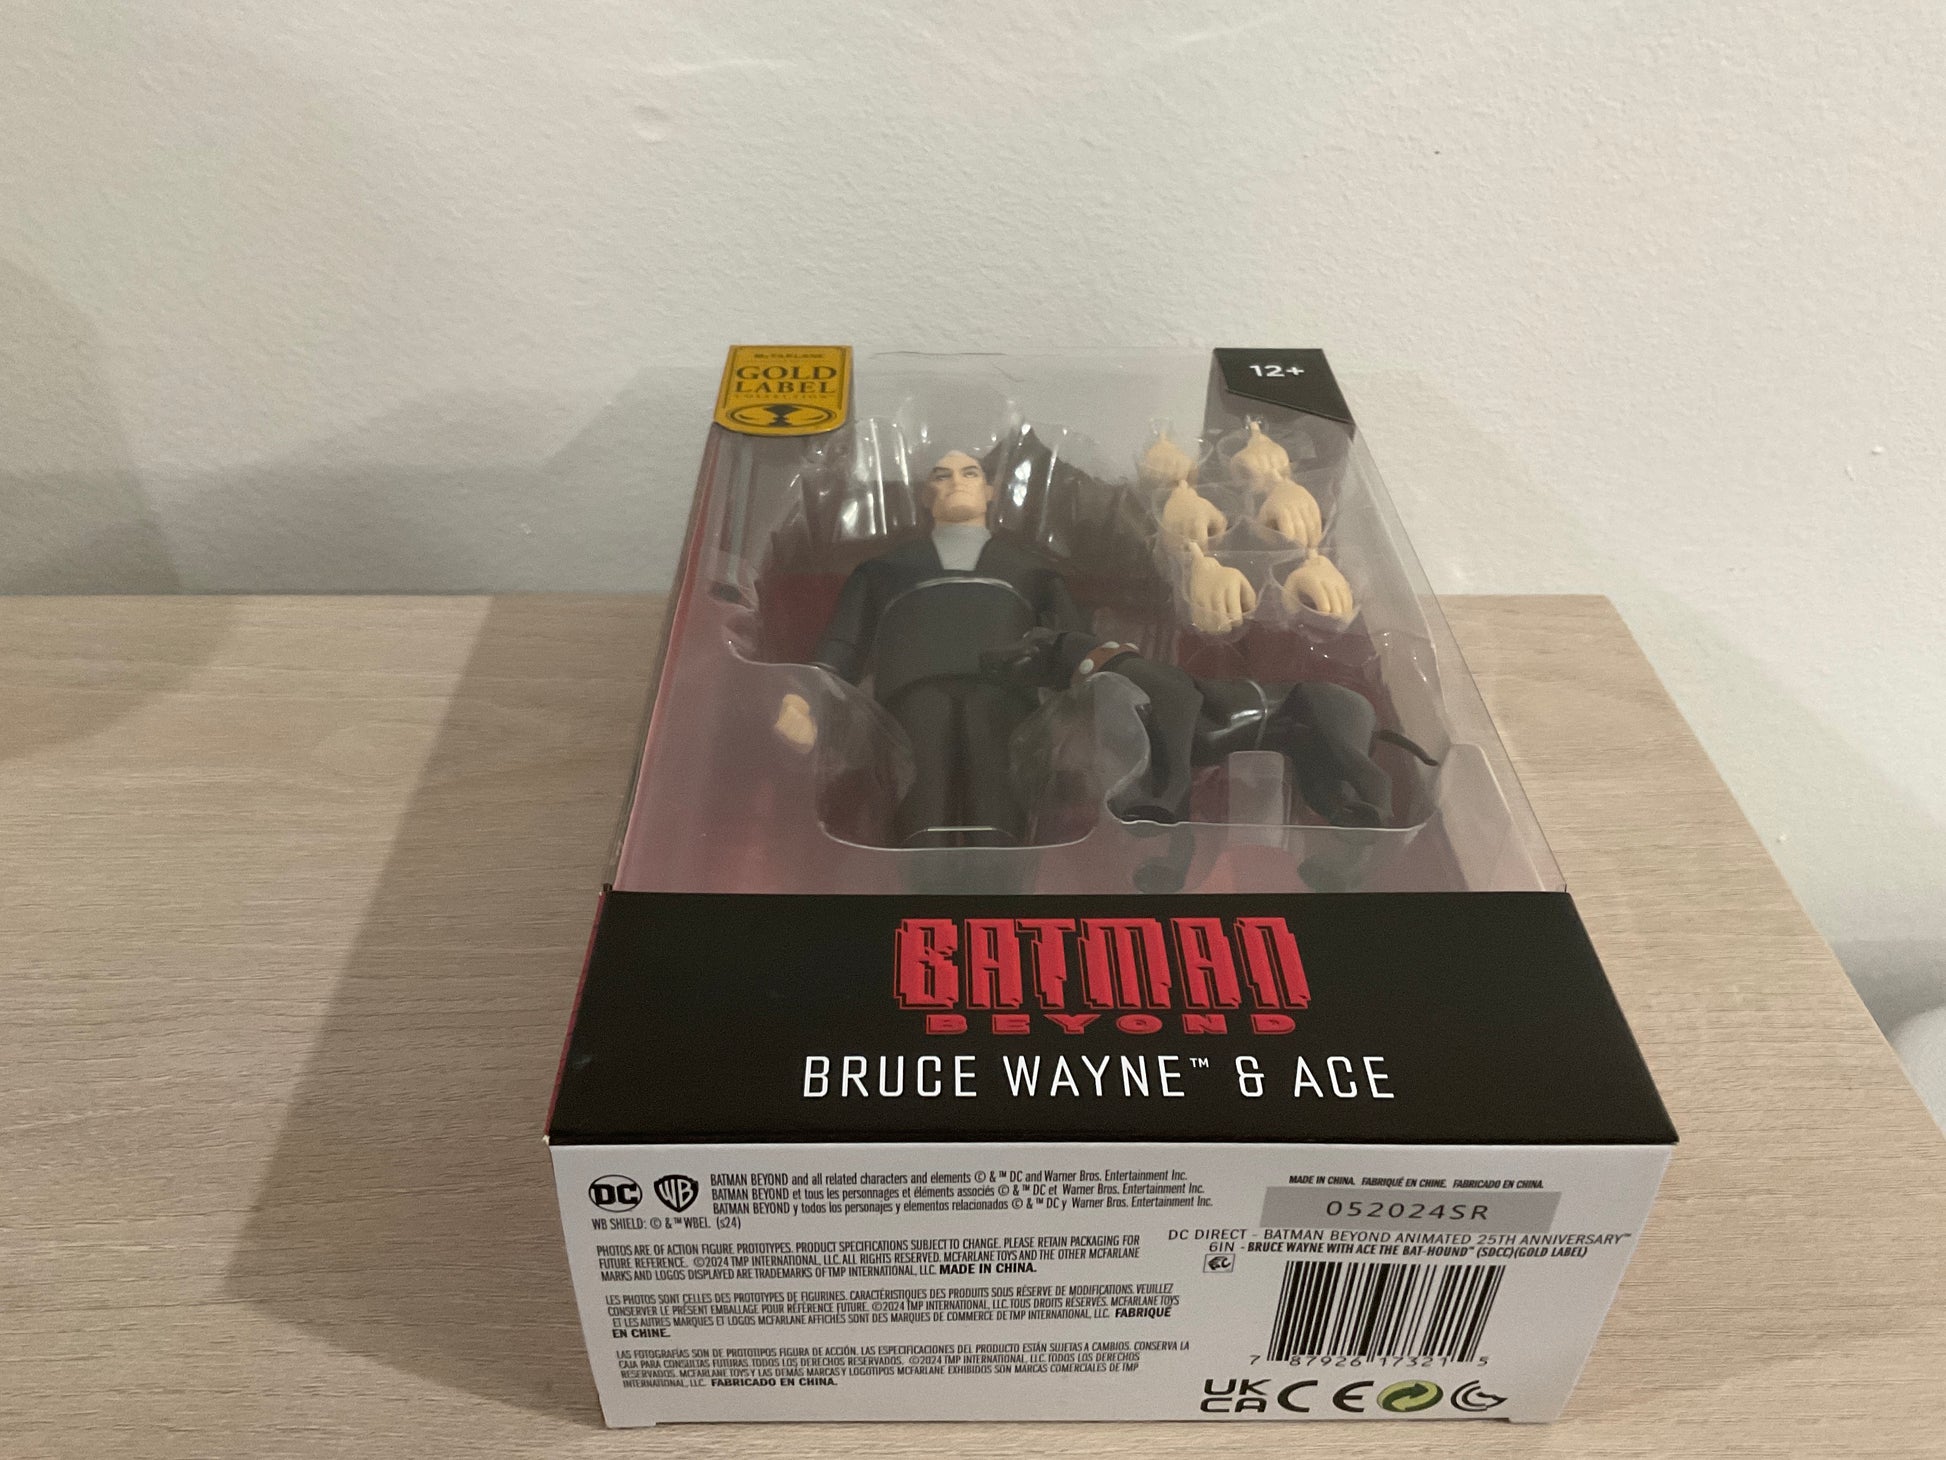 McFARLANE
GOLD
LABEL
COLLECTION
12+
BATMAN
BEYOND
BRUCE WAYNE™ & ACE
DC WB
BATMAN BEYOND and all related characters and elements © & ™ DC and Warner Bros. Entertainment Inc.
BATMAN BEYOND et tous les personnages et éléments associés © & ™ DC et Warner Bros. Entertainment Inc.
BATMAN BEYOND y todos los personajes y elementos relacionados © & ™ DC y Warner Bros. Entertainment Inc.
WB SHIELD: © & ™ WBEI. (s24)
PHOTOS ARE OF ACTION FIGURE PROTOTYPES. PRODUCT SPECIFICATIONS SUBJECT TO CHANGE. PLEASE RETAIN PACKAGING FOR
FUTURE REFERENCE. ©2024 TMP INTERNATIONAL, LLC. ALL RIGHTS RESERVED. MCFARLANE TOYS AND THE OTHER MCFARLANE
MARKS AND LOGOS DISPLAYED ARE TRADEMARKS OF TMP INTERNATIONAL, LLC. MADE IN CHINA.
LES PHOTOS SONT CELLES DES PROTOTYPES DE FIGURINES. CARACTÉRISTIQUES DES PRODUITS SOUS RÉSERVE DE MODIFICATIONS. VEUILLEZ
CONSERVER LE PRÉSENT EMBALLAGE POUR RÉFÉRENCE FUTURE. ©2024 TMP INTERNATIONAL, LLC. TOUS DROITS RÉSERVÉS. MCFARLANE TOYS
ET LES AUTRES MARQUES ET LOGOS MCFARLANE AFFICHÉS SONT DES MARQUES DE COMMERCE DE TMP INTERNATIONAL, LLC. FABRIQUÉ
EN CHINE.
LAS FOTOGRAFÍAS SON DE PROTOTIPOS FIGURA DE ACCIÓN. LAS ESPECIFICACIONES DEL PRODUCTO ESTÁN SUJETAS A CAMBIOS. CONSERVA LA
CAJA PARA CONSULTAS FUTURAS. TODOS LOS DERECHOS RESERVADOS. ©2024 TMP INTERNATIONAL, LLC. TODOS LOS DERECHOS
RESERVADOS. MCFARLANE TOYS Y LAS DEMÁS MARCAS Y LOGOTIPOS MCFARLANE EXHIBIDOS SON MARCAS COMERCIALES DE TMP
INTERNATIONAL, LLC. FABRICADO EN CHINA.
MADE IN CHINA. FABRIQUÉ EN CHINE. FABRICADO EN CHINA.
052024SR
DC DIRECT - BATMAN BEYOND ANIMATED 25TH ANNIVERSARY™
6IN - BRUCE WAYNE WITH ACE THE BAT-HOUND™ (SDCC)(GOLD LABEL)
7 87926 17321 5
UK
CA CE